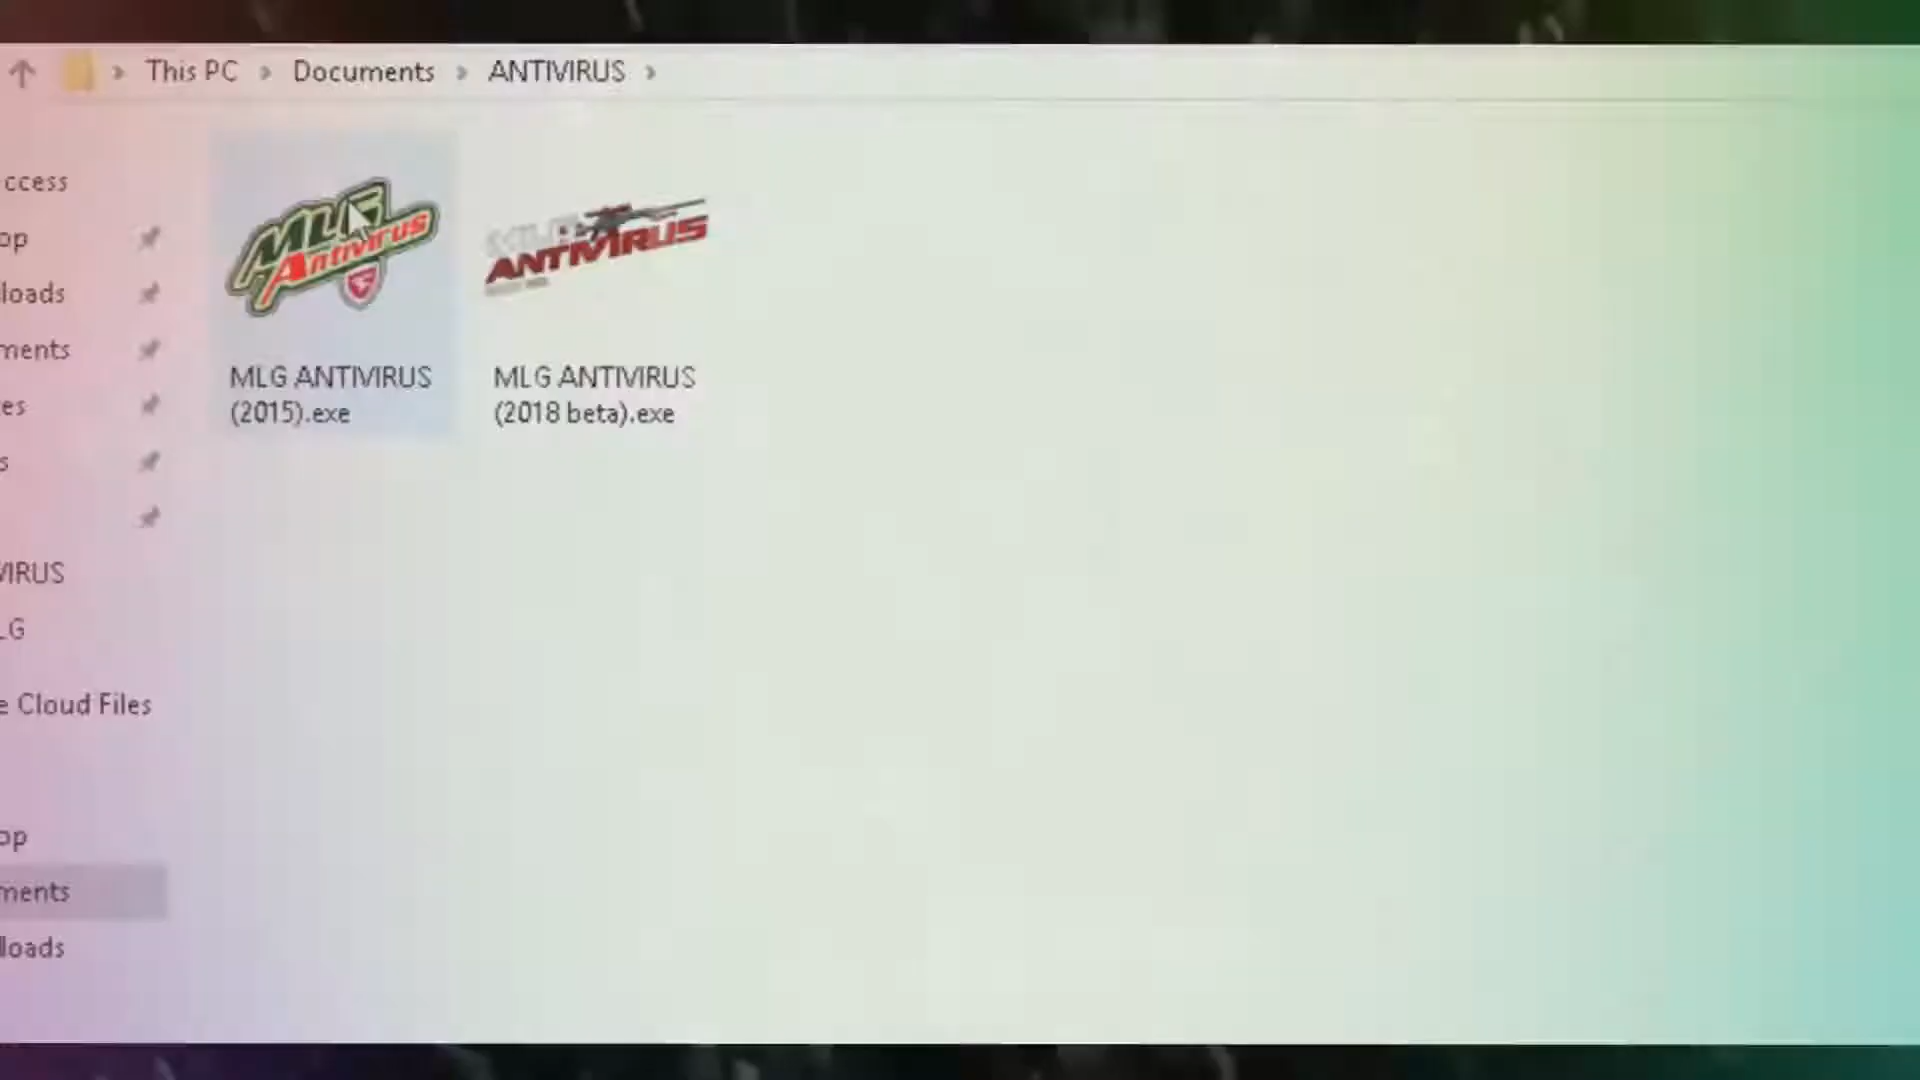 This PC > Documents > ANTIVIRUS >
ccess
op
loads
ments
es
s
VIRUS
LG
e Cloud Files
op
ments
loads
MLG
Antivirus
MLG
ANTIVIRUS
MLG ANTIVIRUS
(2015).exe
MLG ANTIVIRUS
(2018 beta).exe